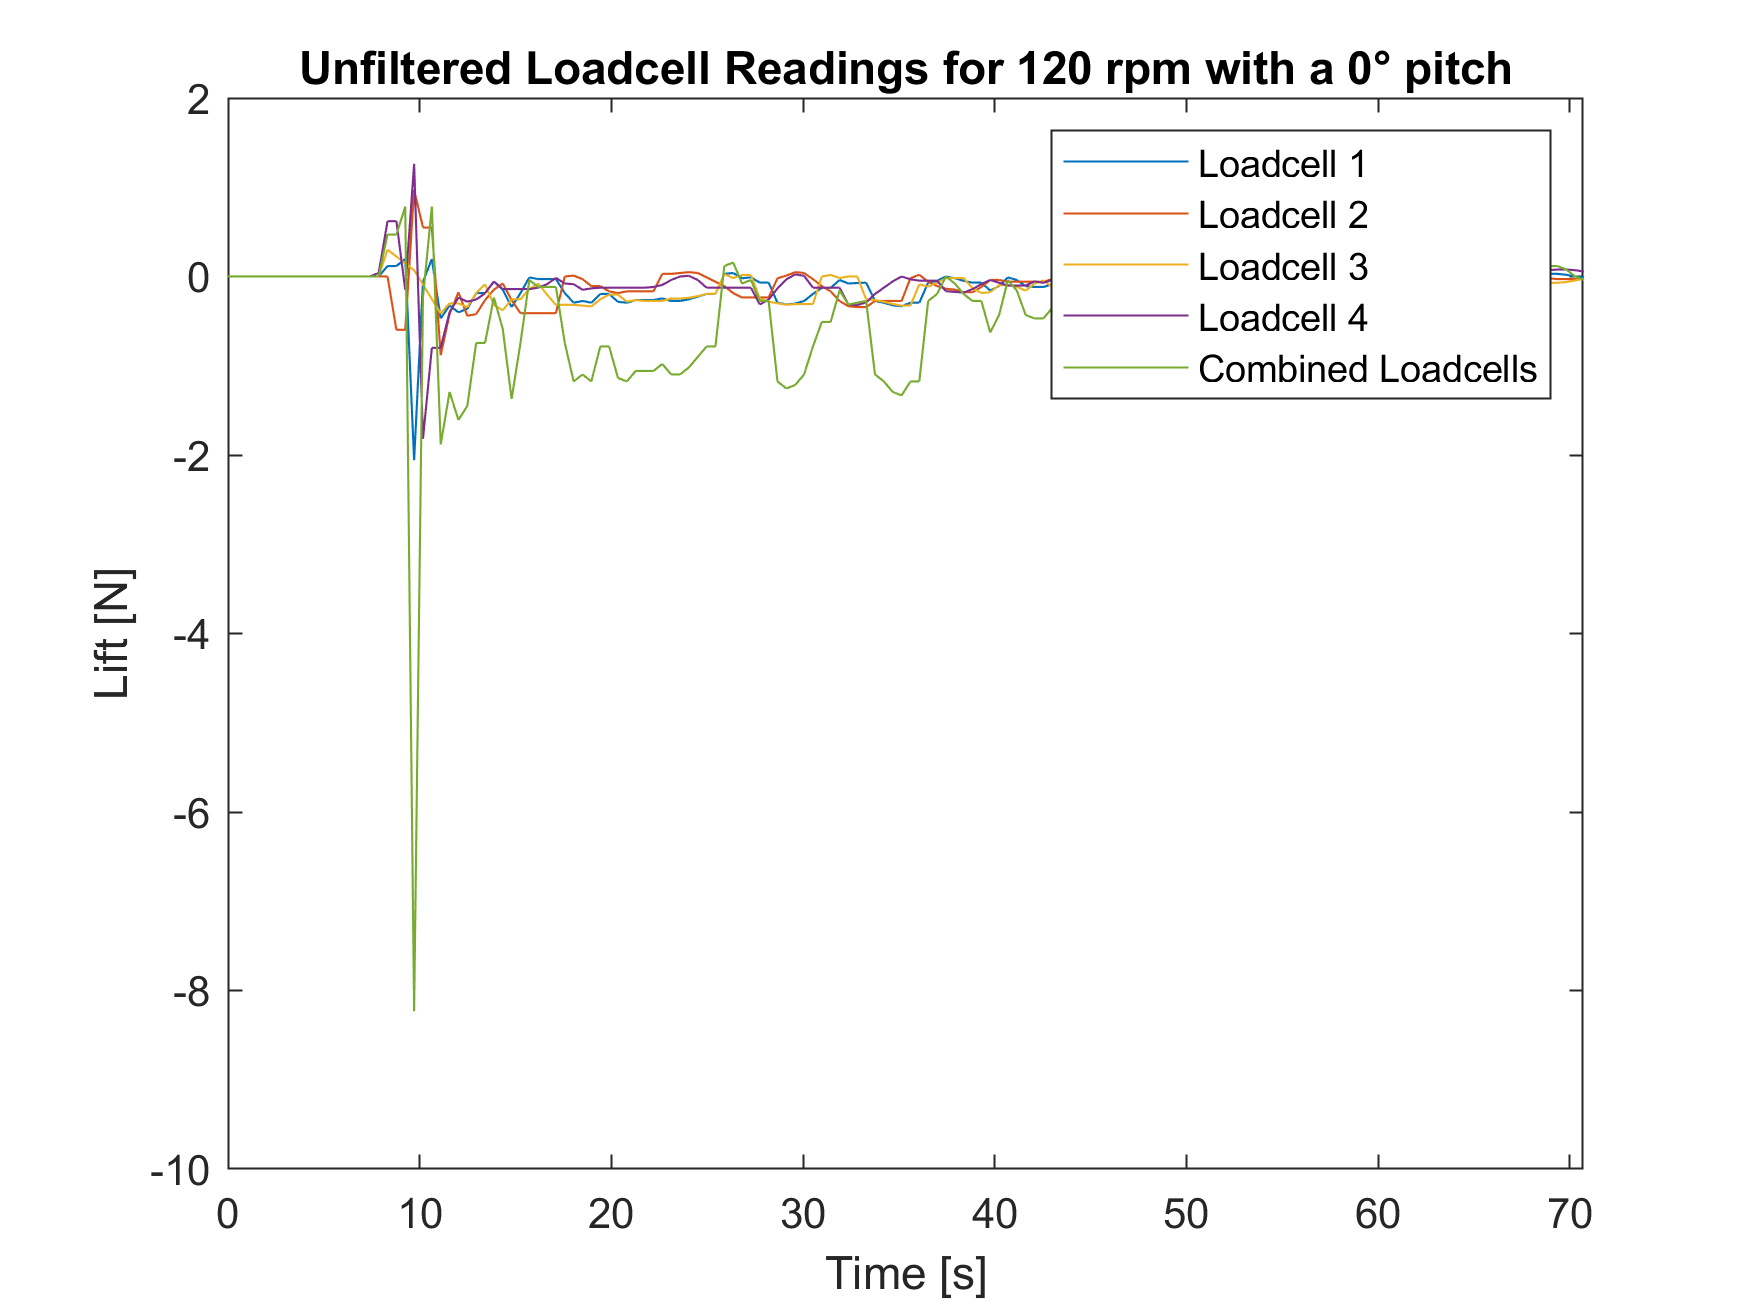 Unfiltered Loadcell Readings for 120 rpm with a 0° pitch
2
0
-2
-4
-6
-8
-10
Lift [N]
Loadcell 1
Loadcell 2
Loadcell 3
Loadcell 4
Combined Loadcells
0 10 20 30 40 50 60 70
Time [s]